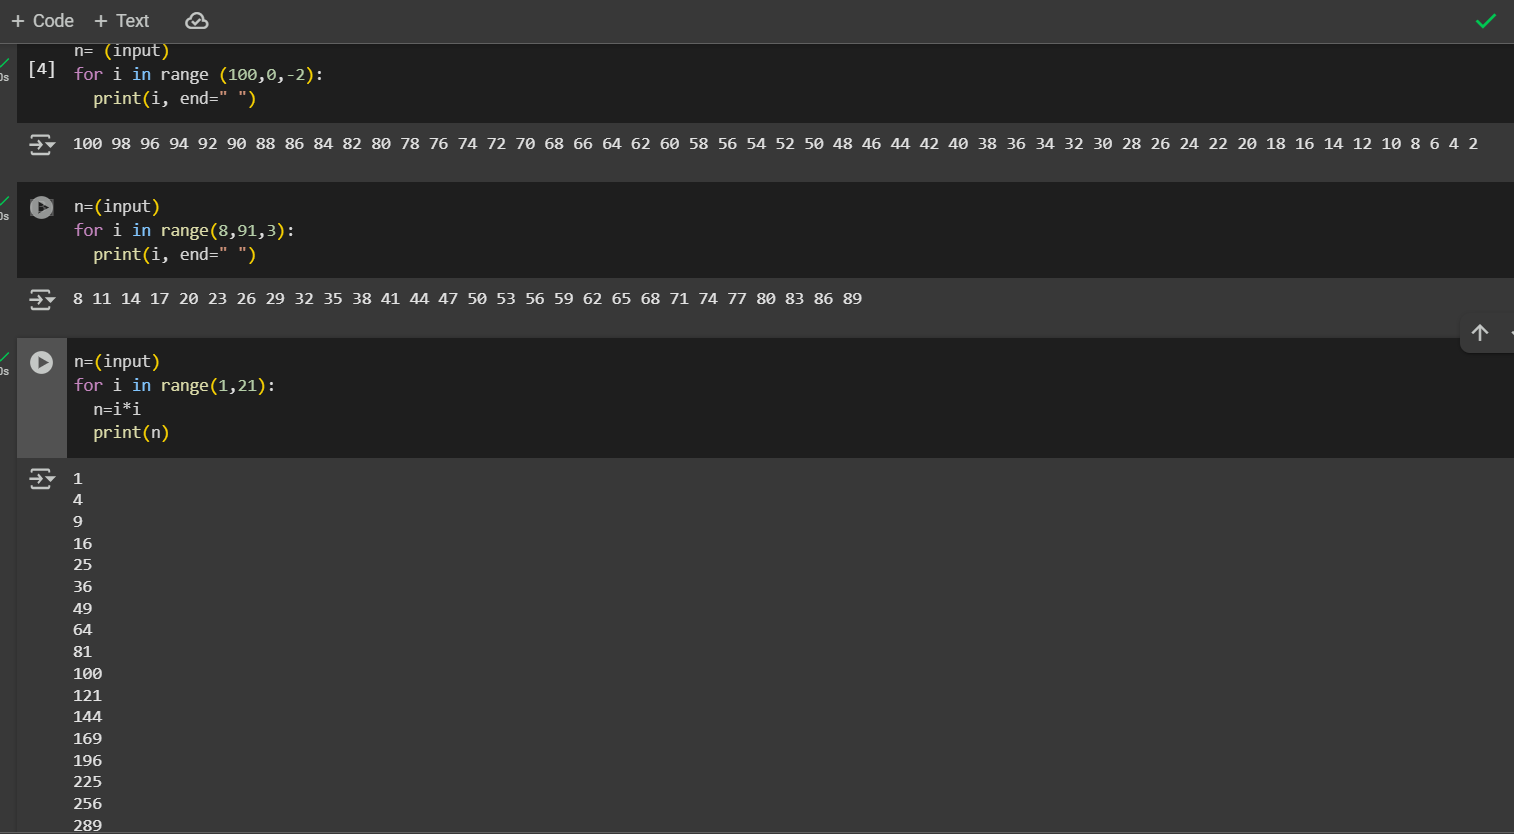 + Code + Text
n= (input)
[4] for i in range (100,0,-2):
print(i, end=" ")
0s
100 98 96 94 92 90 88 86 84 82 80 78 76 74 72 70 68 66 64 62 60 58 56 54 52 50 48 46 44 42 40 38 36 34 32 30 28 26 24 22 20 18 16 14 12 10 8 6 4 2
n=(input)
0s
for i in range(8,91,3):
print(i, end=" ")
8 11 14 17 20 23 26 29 32 35 38 41 44 47 50 53 56 59 62 65 68 71 74 77 80 83 86 89
n=(input)
0s
for i in range(1,21):
n=i*i
print(n)
1
4
9
16
25
36
49
64
81
100
121
144
169
196
225
256
289